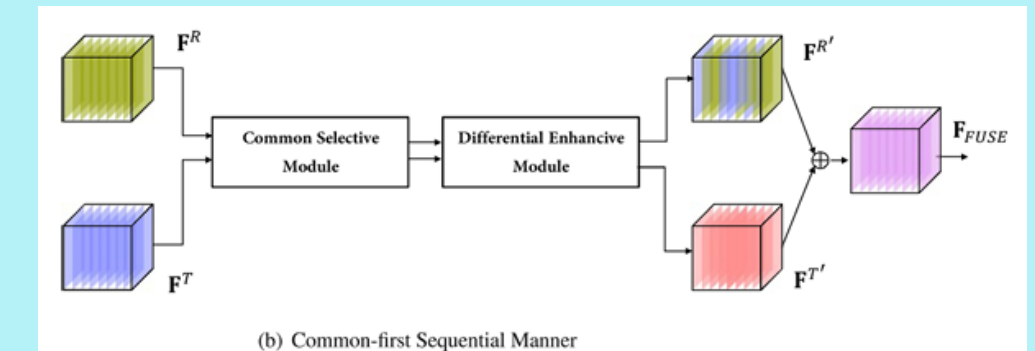 F^R
Common Selective
Module
Differential Enhancive
Module
F^R′
F_FUSE
F^T
F^T′
(b) Common-first Sequential Manner